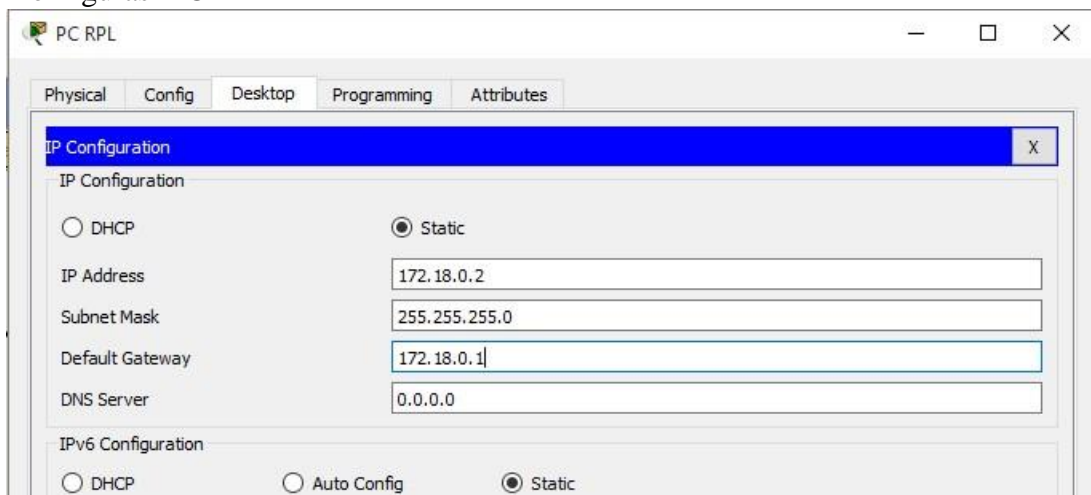 PC RPL
Physical Config Desktop Programming Attributes
IP Configuration X
IP Configuration
DHCP Static
IP Address 172.18.0.2
Subnet Mask 255.255.255.0
Default Gateway 172.18.0.1
DNS Server 0.0.0.0
IPv6 Configuration
DHCP Auto Config Static